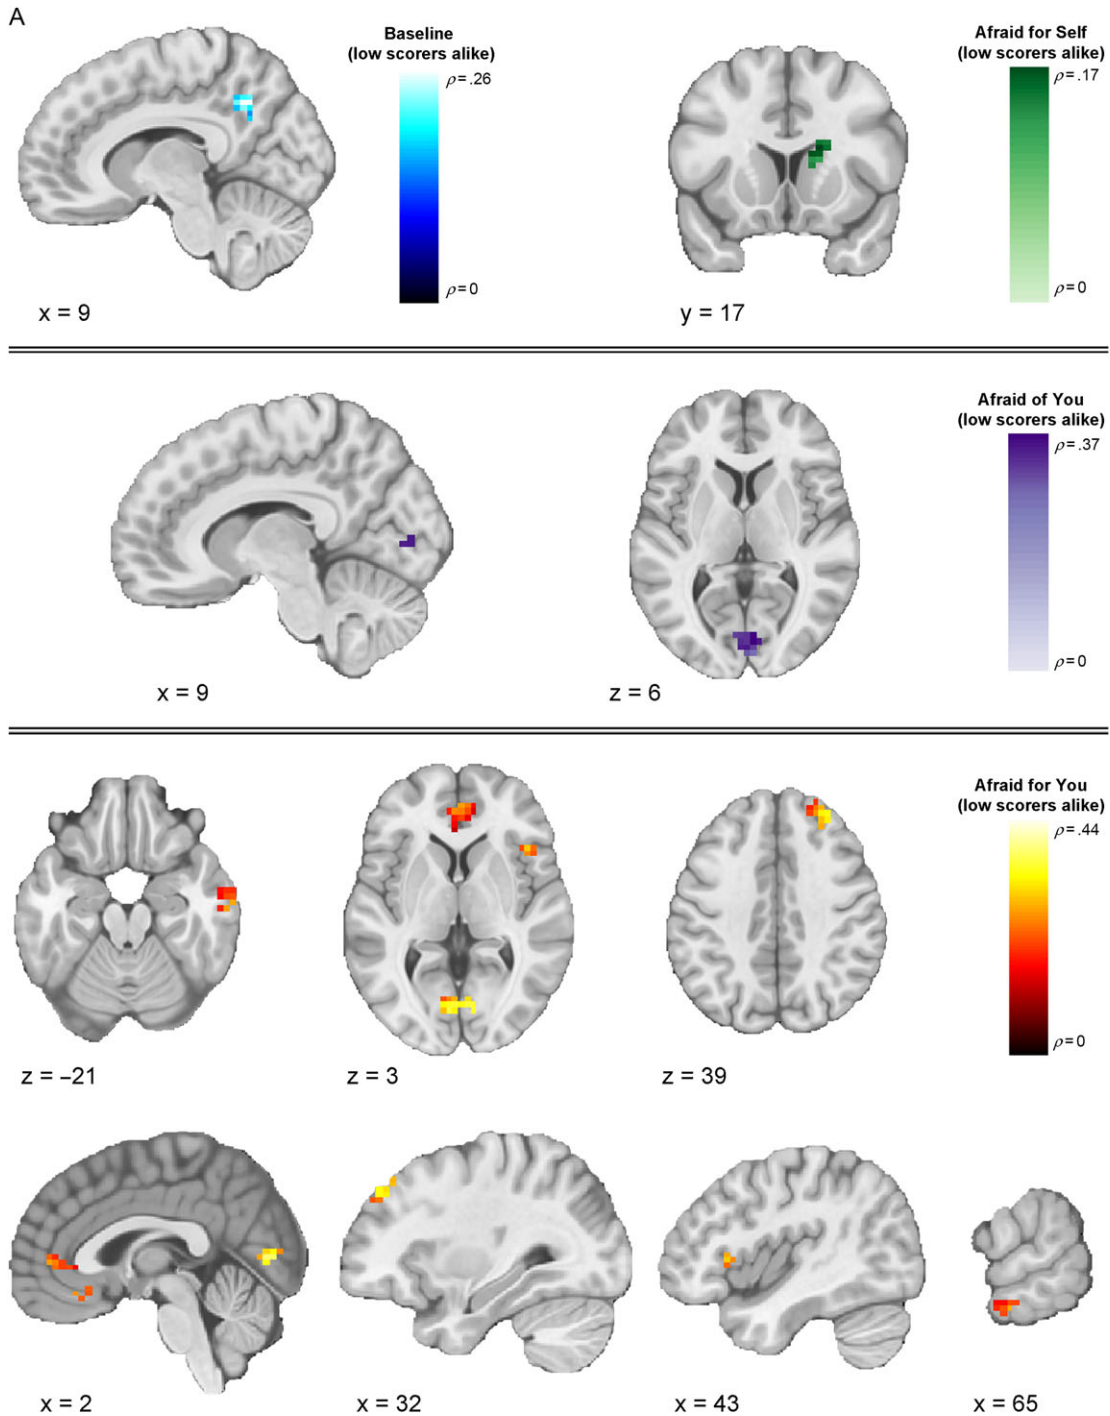 A
Baseline
(low scorers alike)
ρ = .26
ρ = 0
x = 9
Afraid for Self
(low scorers alike)
ρ = .17
ρ = 0
y = 17
Afraid of You
(low scorers alike)
ρ = .37
ρ = 0
x = 9
z = 6
Afraid for You
(low scorers alike)
ρ = .44
ρ = 0
z = –21
z = 3
z = 39
x = 2
x = 32
x = 43
x = 65